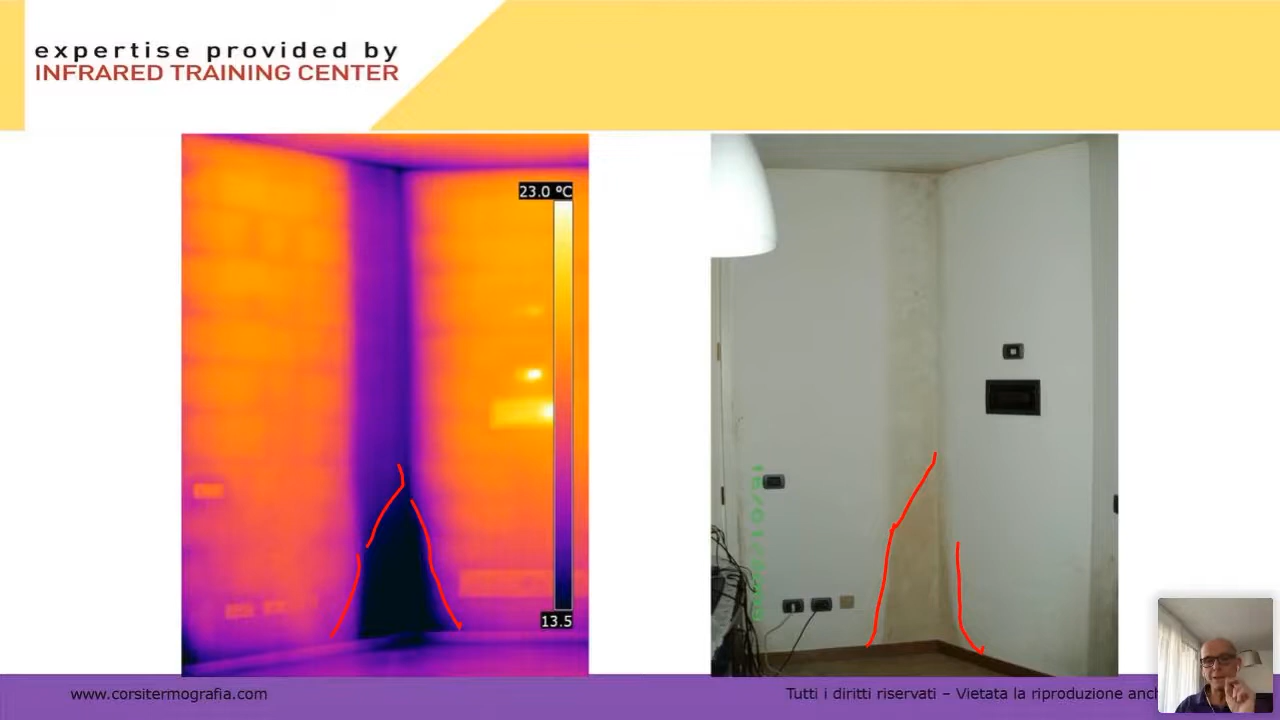 expertise provided by
INFRARED TRAINING CENTER
23.0 ºC
13.5
www.corsitermografia.com
Tutti i diritti riservati – Vietata la riproduzione anch